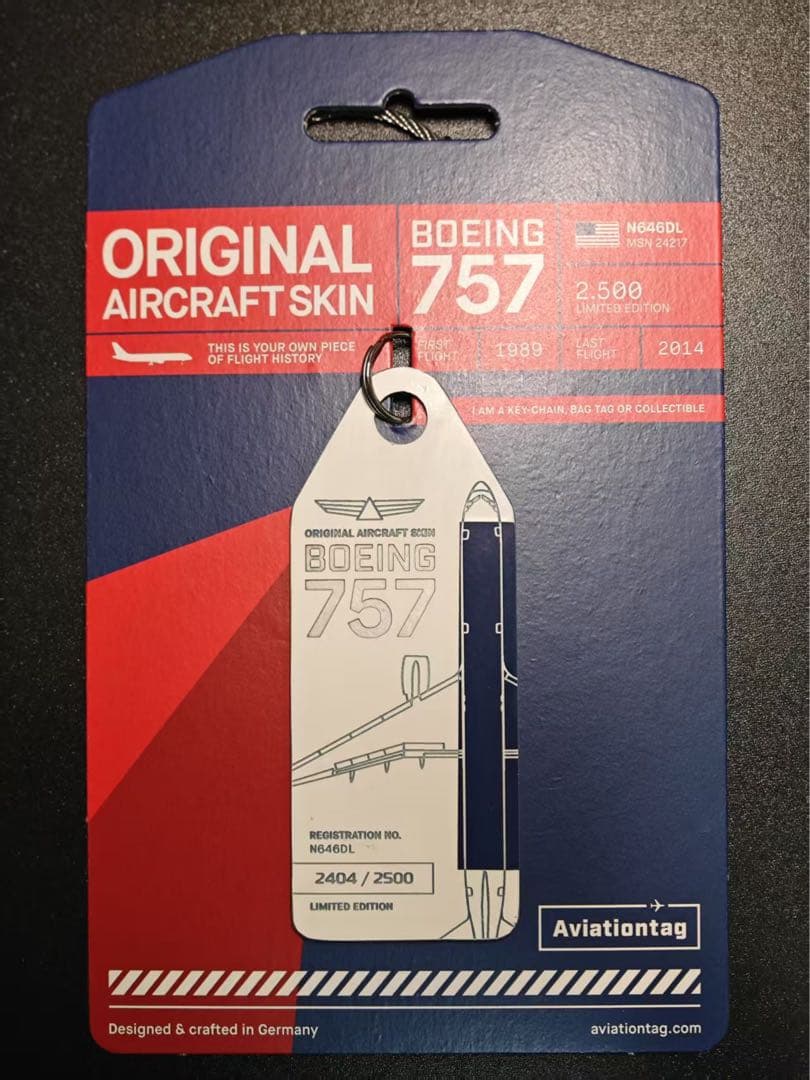 ORIGINAL
AIRCRAFT SKIN
BOEING
757
N646DL
MSN 24217
2.500
LIMITED EDITION
THIS IS YOUR OWN PIECE
OF FLIGHT HISTORY
FIRST
FLIGHT
1989
LAST
FLIGHT
2014
I AM A KEY-CHAIN, BAG TAG OR COLLECTIBLE
ORIGINAL AIRCRAFT SKIN
BOEING
757
REGISTRATION NO.
N646DL
2404 / 2500
LIMITED EDITION
Aviationtag
Designed & crafted in Germany
aviationtag.com